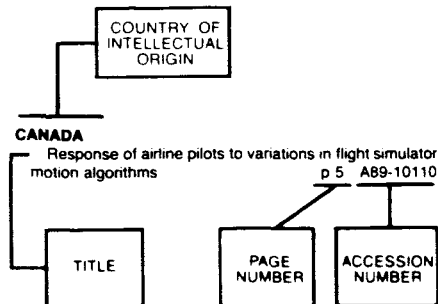 COUNTRY OF
INTELLECTUAL
ORIGIN
CANADA
Response of airline pilots to variations in flight simulator
motion algorithms p 5 A89-10110
TITLE
PAGE
NUMBER
ACCESSION
NUMBER